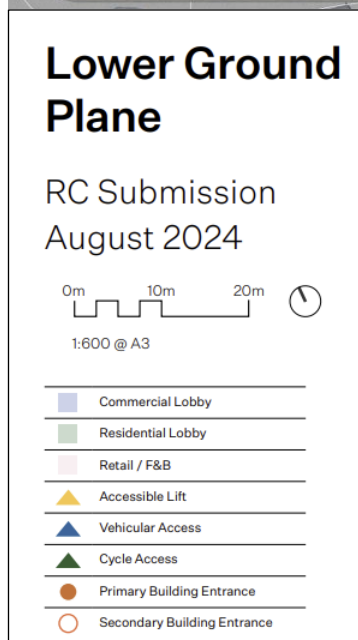 Lower Ground
Plane
RC Submission
August 2024
0m 10m 20m
1:600 @ A3
Commercial Lobby
Residential Lobby
Retail / F&B
Accessible Lift
Vehicular Access
Cycle Access
Primary Building Entrance
Secondary Building Entrance